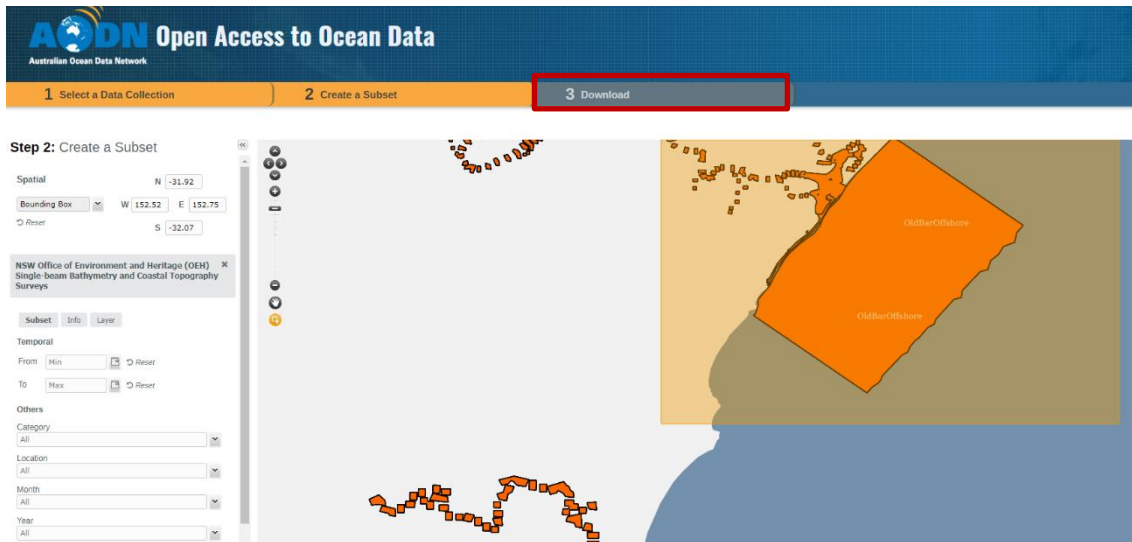 AODN Open Access to Ocean Data
Australian Ocean Data Network
1 Select a Data Collection
2 Create a Subset
3 Download
Step 2: Create a Subset
Spatial
N -31.92
Bounding Box W 152.52 E 152.75
Reset
S -32.07
NSW Office of Environment and Heritage (OEH)
Single-beam Bathymetry and Coastal Topography
Surveys
Subset Info Layer
Temporal
From Min Reset
To Max Reset
Others
Category
All
Location
All
Month
All
Year
All
OldBarOffshore
OldBarOffshore